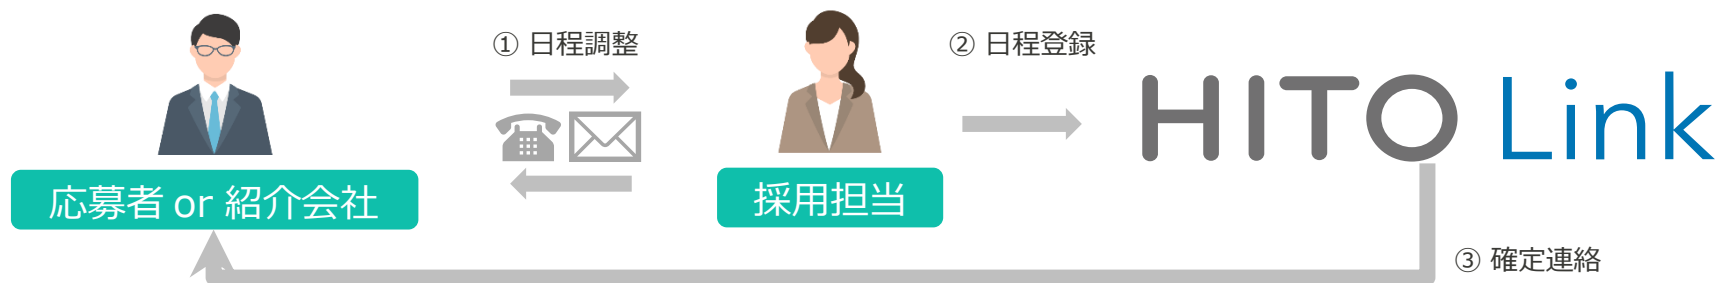 ① 日程調整
② 日程登録
HITO Link
応募者 or 紹介会社
採用担当
③ 確定連絡